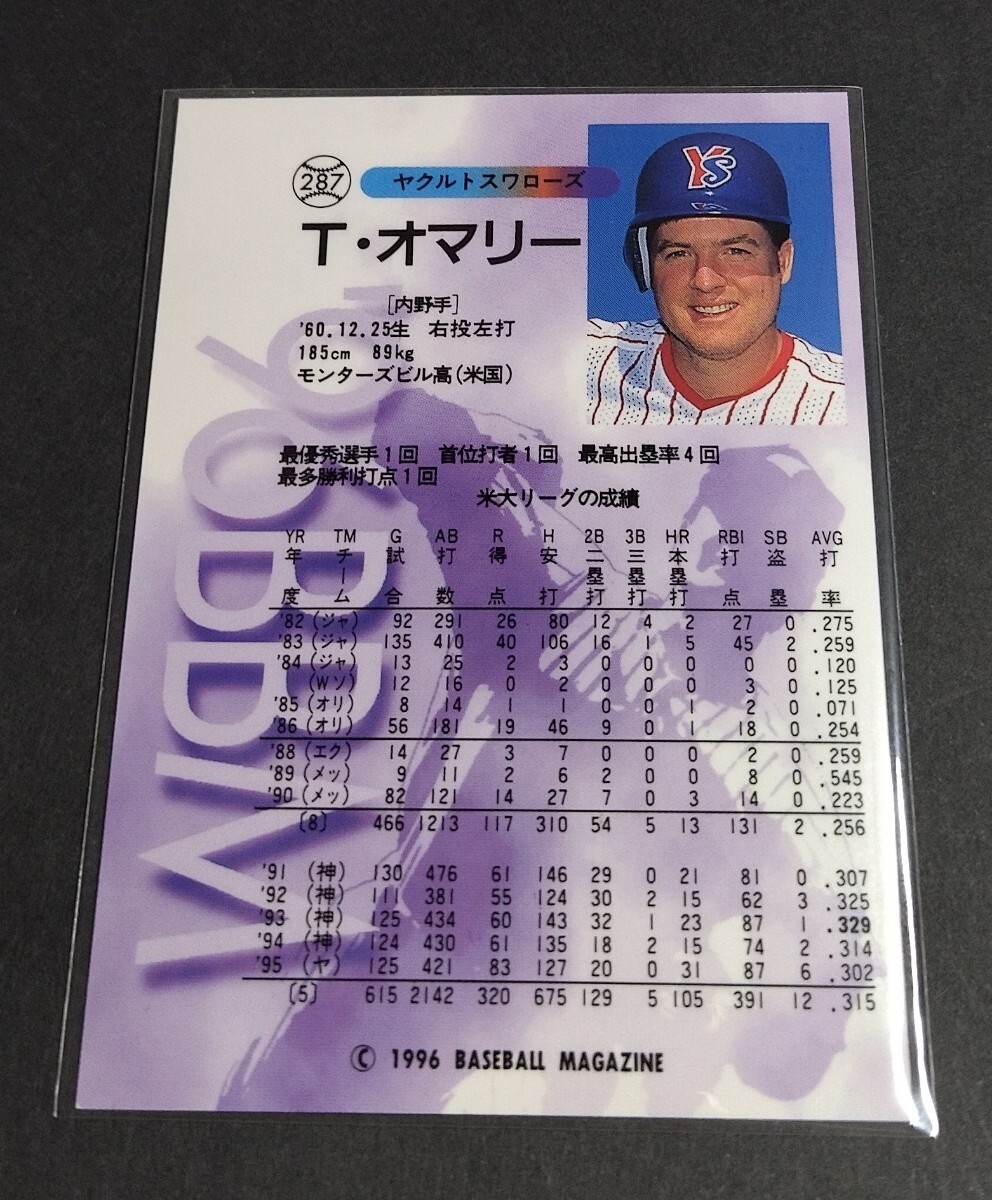 287 ヤクルトスワローズ
T・オマリー
YS
[内野手]
'60.12.25生 右投左打
185cm 89kg
モンターズビル高(米国)
'96 BBM
最優秀選手1回 首位打者1回 最高出塁率4回
最多勝利打点1回
米大リーグの成績
YR TM G AB R H 2B 3B HR RBI SB AVG
年度 チーム 試合 打数 得点 安打 二塁打 三塁打 本塁打 打点 盗塁 打率
'82 (ジャ) 92 291 26 80 12 4 2 27 0 .275
'83 (ジャ) 135 410 40 106 16 1 5 45 2 .259
'84 (ジャ) 13 25 2 3 0 0 0 0 0 .120
(Wソ) 12 16 0 2 0 0 0 3 0 .125
'85 (オリ) 8 14 1 1 0 0 1 2 0 .071
'86 (オリ) 56 181 19 46 9 0 1 18 0 .254
'88 (エク) 14 27 3 7 0 0 0 2 0 .259
'89 (メッ) 9 11 2 6 2 0 0 8 0 .545
'90 (メッ) 82 121 14 27 7 0 3 14 0 .223
〔8〕 466 1213 117 310 54 5 13 131 2 .256
'91 (神) 130 476 61 146 29 0 21 81 0 .307
'92 (神) 111 381 55 124 30 2 15 62 3 .325
'93 (神) 125 434 60 143 32 1 23 87 1 .329
'94 (神) 124 430 61 135 18 2 15 74 2 .314
'95 (ヤ) 125 421 83 127 20 0 31 87 6 .302
〔5〕 615 2142 320 675 129 5 105 391 12 .315
© 1996 BASEBALL MAGAZINE